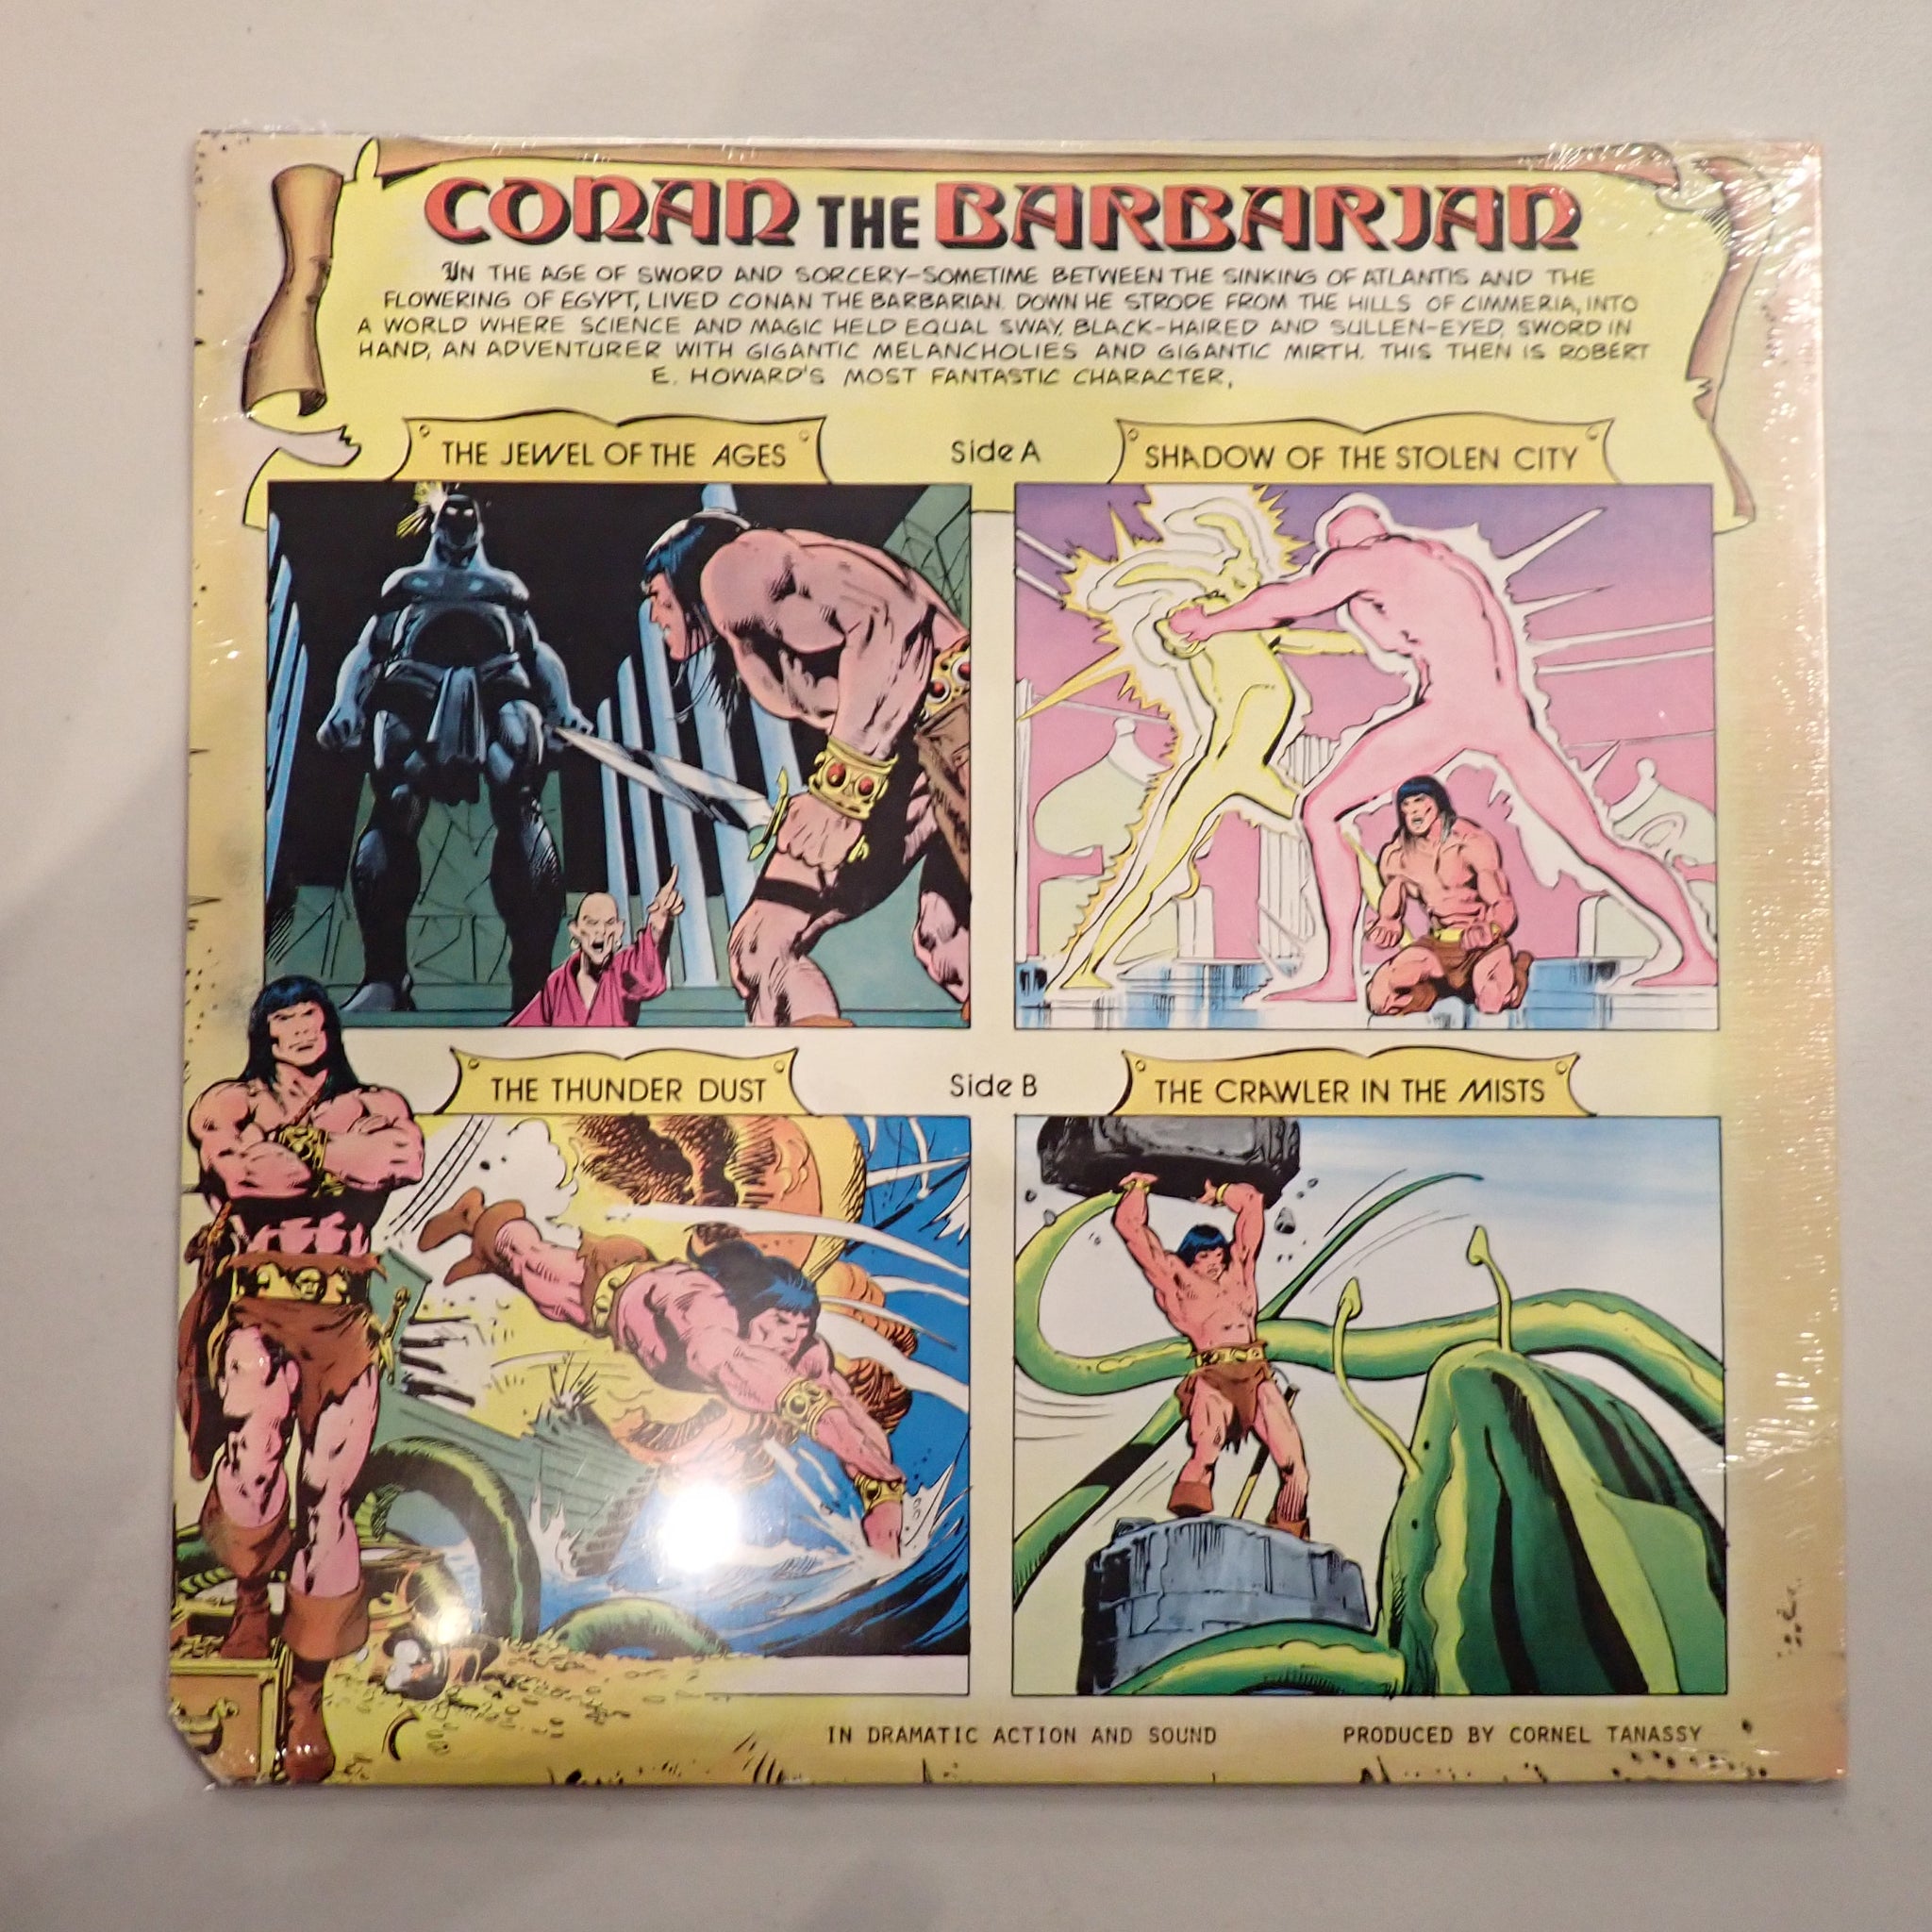 CONAN THE BARBARIAN
IN THE AGE OF SWORD AND SORCERY—SOMETIME BETWEEN THE SINKING OF ATLANTIS AND THE
FLOWERING OF EGYPT, LIVED CONAN THE BARBARIAN. DOWN HE STRODE FROM THE HILLS OF CIMMERIA, INTO
A WORLD WHERE SCIENCE AND MAGIC HELD EQUAL SWAY. BLACK-HAIRED AND SULLEN-EYED, SWORD IN
HAND, AN ADVENTURER WITH GIGANTIC MELANCHOLIES AND GIGANTIC MIRTH. THIS THEN IS ROBERT
E. HOWARD'S MOST FANTASTIC CHARACTER,
THE JEWEL OF THE AGES
Side A
SHADOW OF THE STOLEN CITY
THE THUNDER DUST
Side B
THE CRAWLER IN THE MISTS
IN DRAMATIC ACTION AND SOUND
PRODUCED BY CORNEL TANASSY